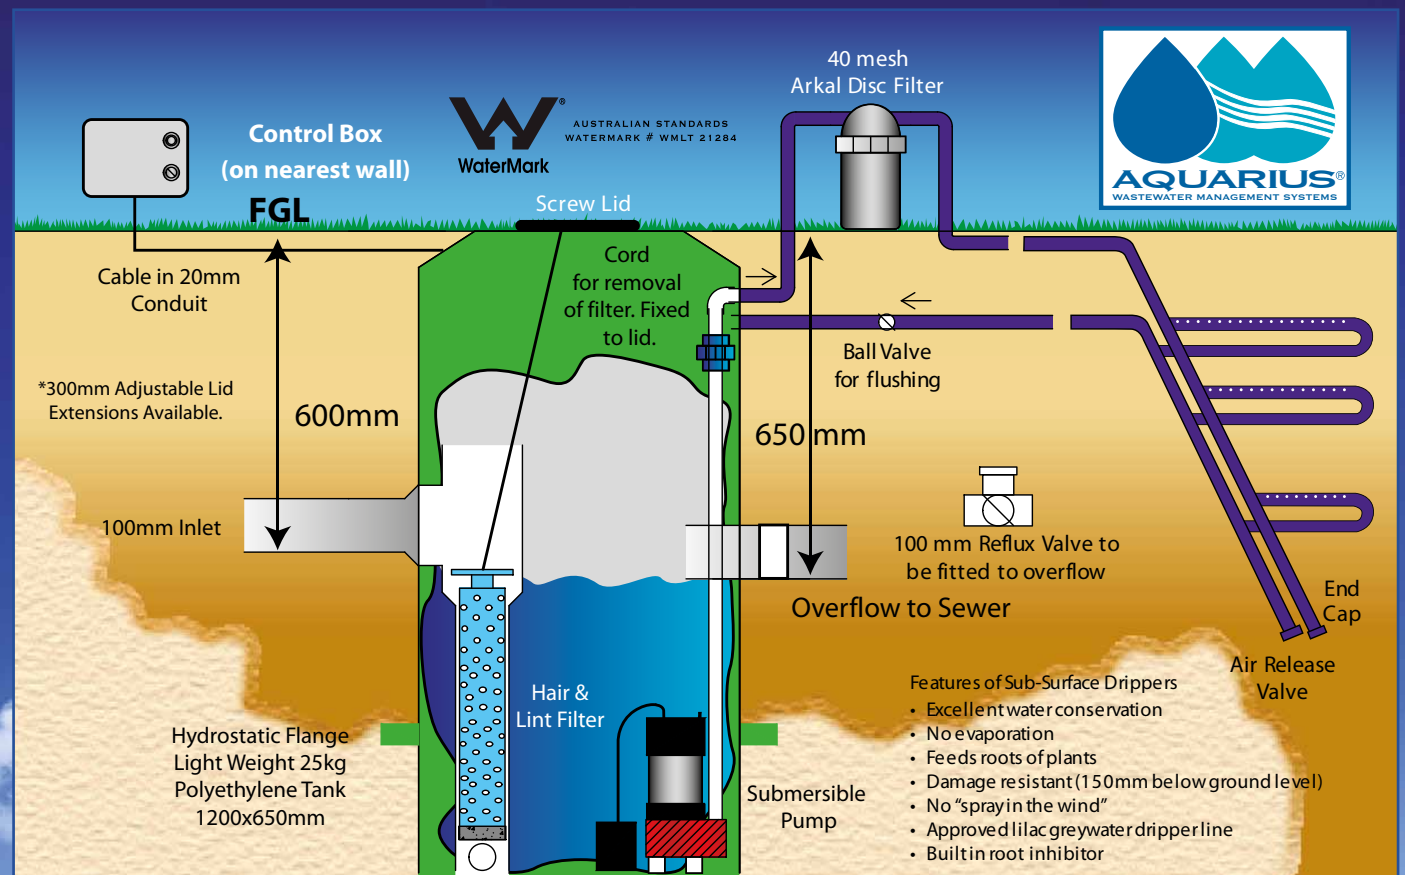 40 mesh
Arkal Disc Filter
Control Box
(on nearest wall)
FGL
®
AUSTRALIAN STANDARDS
WATERMARK # WMLT 21284
WaterMark
AQUARIUS®
WASTEWATER MANAGEMENT SYSTEMS
Screw Lid
Cable in 20mm
Conduit
Cord
for removal
of filter. Fixed
to lid.
Ball Valve
for flushing
*300mm Adjustable Lid
Extensions Available.
600mm
650 mm
100mm Inlet
100 mm Reflux Valve to
be fitted to overflow
Overflow to Sewer
End
Cap
Air Release
Valve
Hair &
Lint Filter
Hydrostatic Flange
Light Weight 25kg
Polyethylene Tank
1200x650mm
Submersible
Pump
Features of Sub-Surface Drippers
• Excellent water conservation
• No evaporation
• Feeds roots of plants
• Damage resistant (150mm below ground level)
• No “spray in the wind”
• Approved lilac greywater dripper line
• Built in root inhibitor